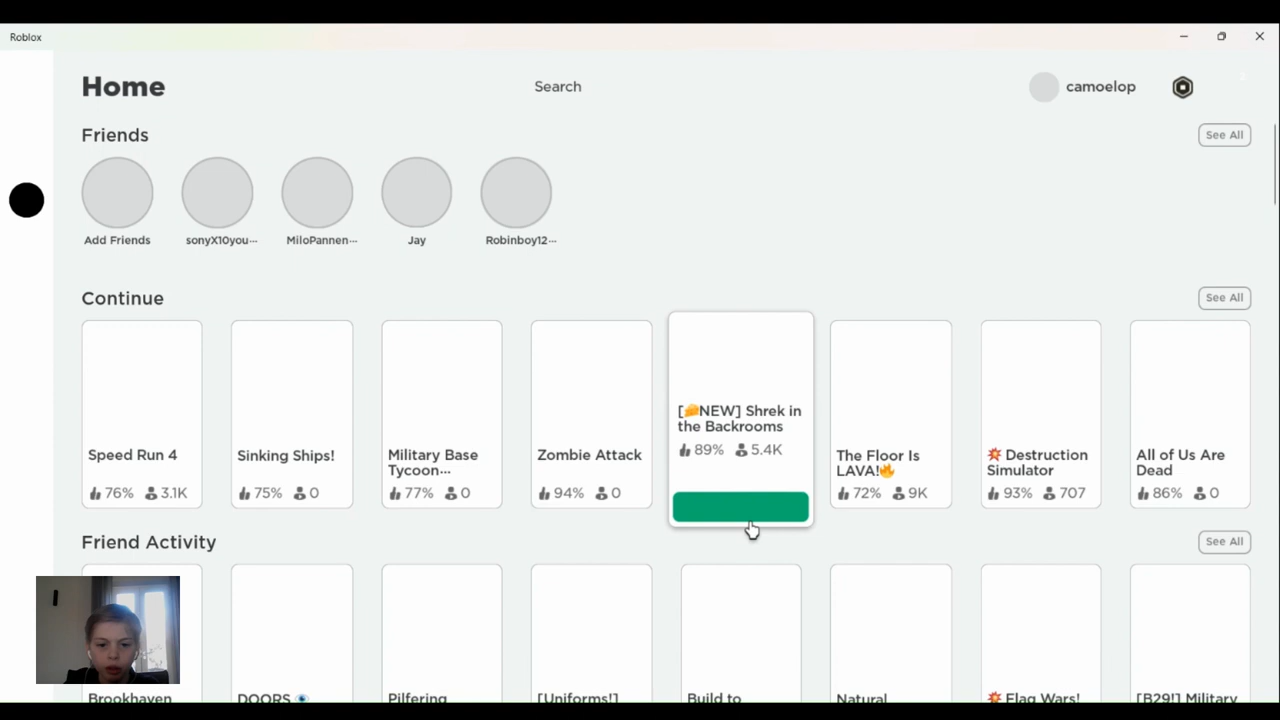 Roblox
Home
Search
camoelop
Friends
See All
Add Friends
sonyX10you...
MiloPannen...
Jay
Robinboy12...
Continue
See All
Speed Run 4
76% 3.1K
Sinking Ships!
75% 0
Military Base
Tycoon...
77% 0
Zombie Attack
94% 0
[🧀NEW] Shrek in
the Backrooms
89% 5.4K
The Floor Is
LAVA!🔥
72% 9K
💥 Destruction
Simulator
93% 707
All of Us Are
Dead
86% 0
Friend Activity
See All
Brookhaven
DOORS 👁️
Pilfering
[Uniforms!]
Build to
Natural
💥 Flag Wars!
[B29!] Military